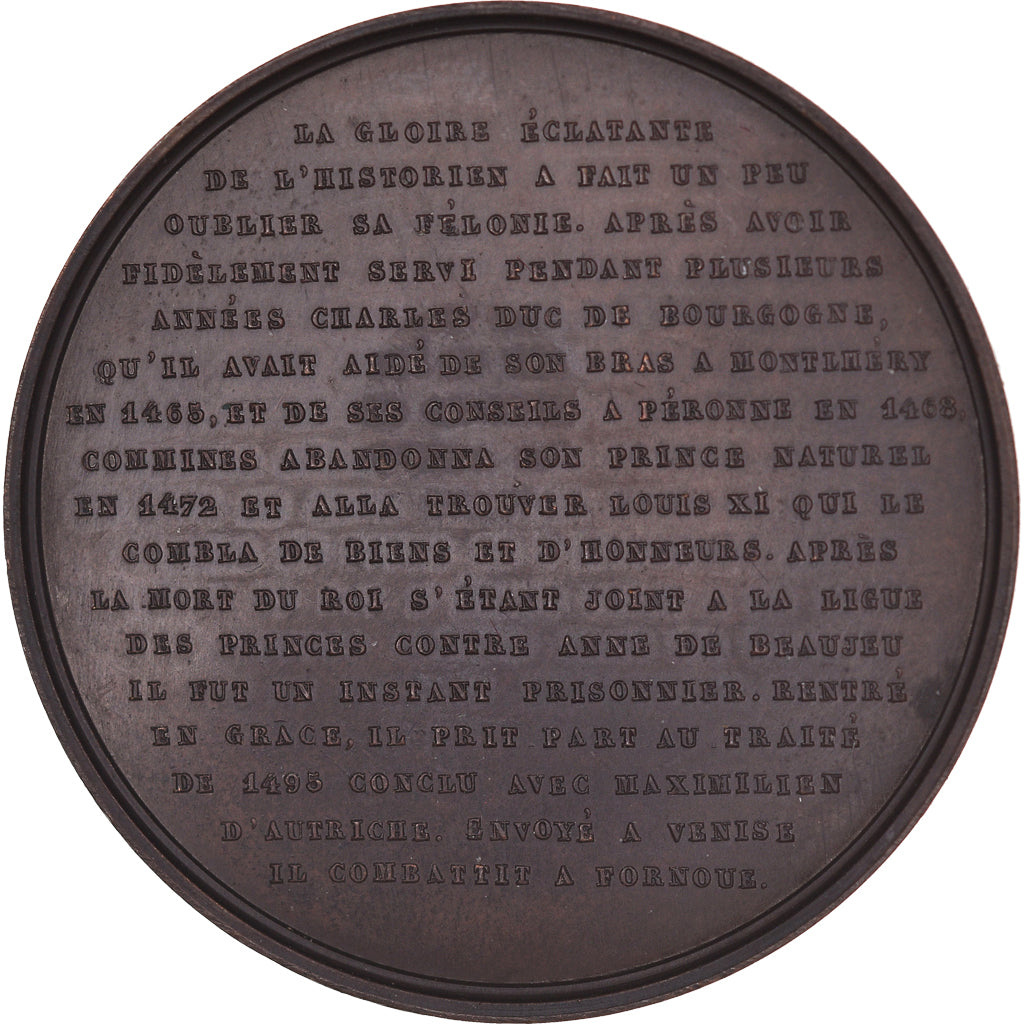 LA GLOIRE ÉCLATANTE
DE L'HISTORIEN A FAIT UN PEU
OUBLIER SA FÉLONIE. APRÈS AVOIR
FIDÈLEMENT SERVI PENDANT PLUSIEURS
ANNÉES CHARLES DUC DE BOURGOGNE,
QU'IL AVAIT AIDÉ DE SON BRAS A MONTLHÉRY
EN 1465, ET DE SES CONSEILS A PÉRONNE EN 1468,
COMMINES ABANDONNA SON PRINCE NATUREL
EN 1472 ET ALLA TROUVER LOUIS XI QUI LE
COMBLA DE BIENS ET D'HONNEURS. APRÈS
LA MORT DU ROI S'ÉTANT JOINT A LA LIGUE
DES PRINCES CONTRE ANNE DE BEAUJEU
IL FUT UN INSTANT PRISONNIER. RENTRÉ
EN GRÂCE, IL PRIT PART AU TRAITÉ
DE 1493 CONCLU AVEC MAXIMILIEN
D'AUTRICHE. ENVOYÉ A VENISE
IL COMBATTIT A FORNOUE.